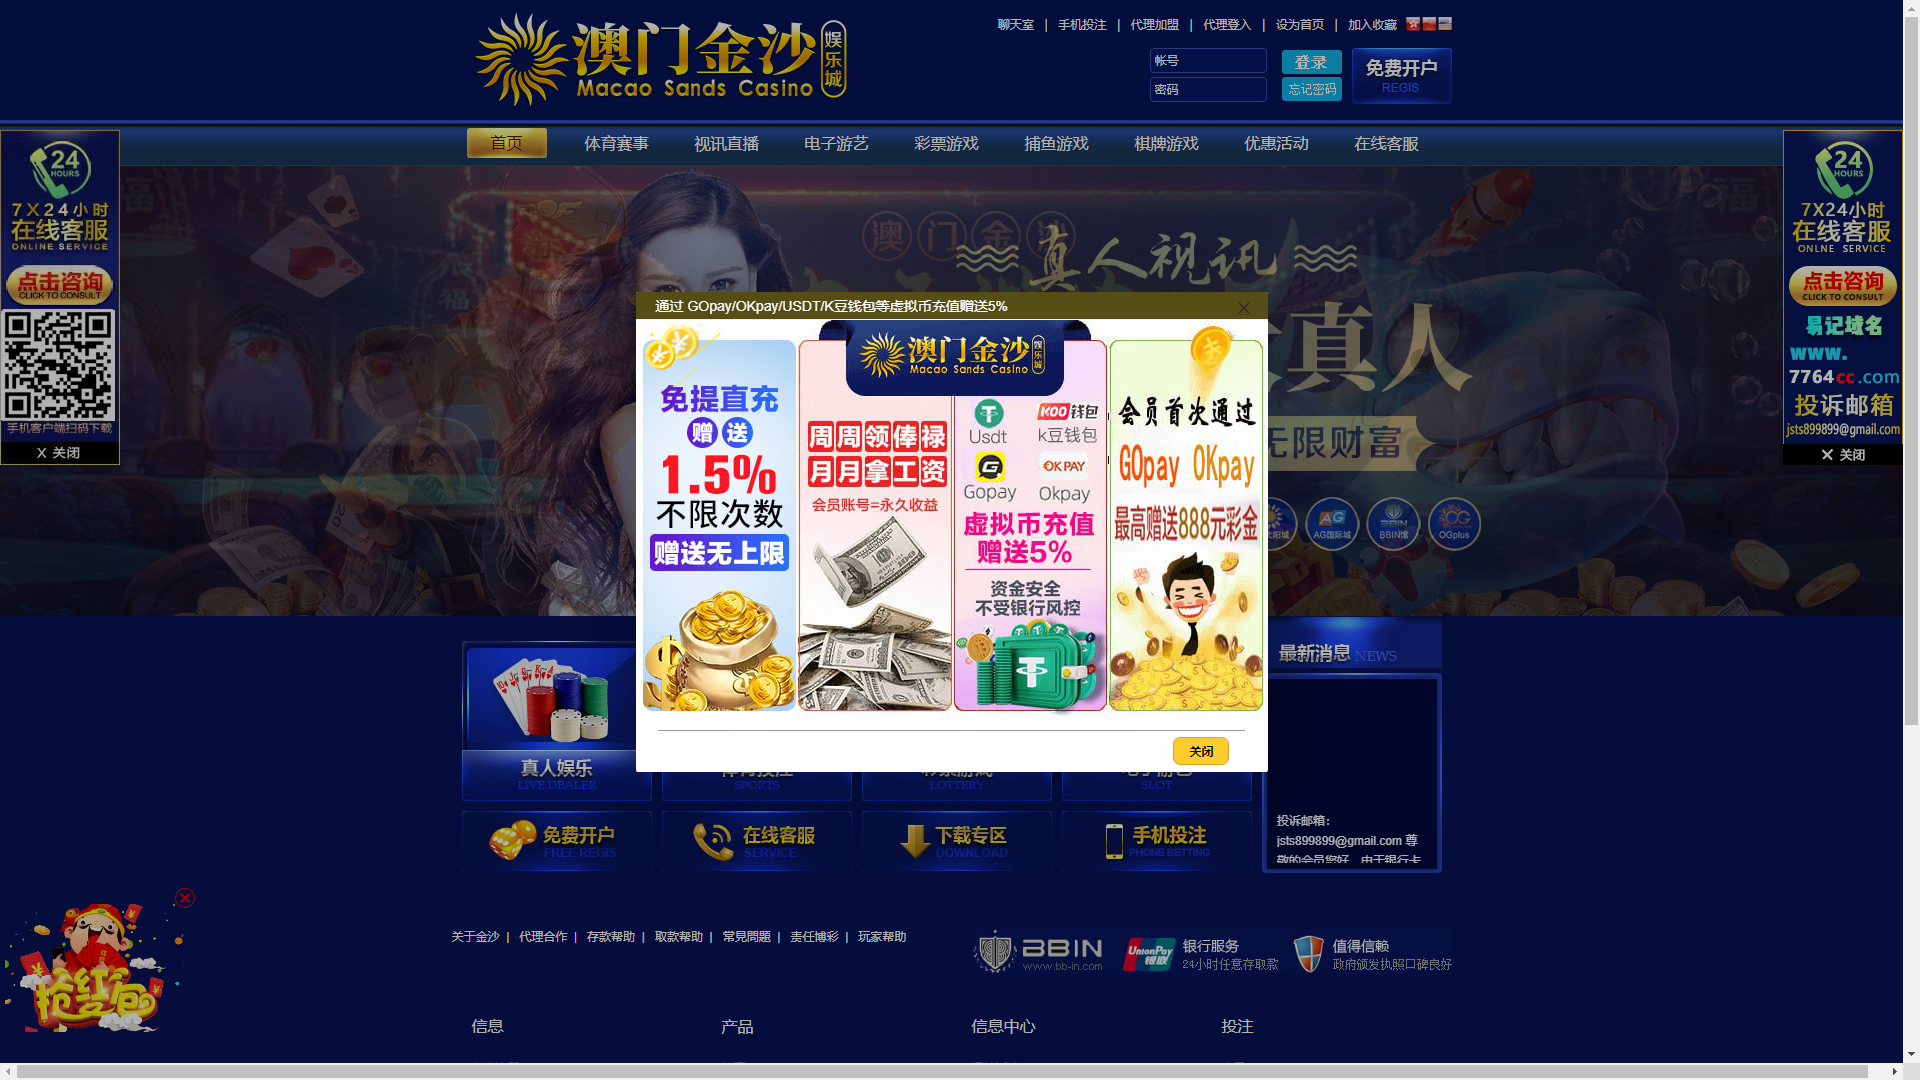 澳门金沙
娱乐城
Macao Sands Casino
聊天室 | 手机投注 | 代理加盟 | 代理登入 | 设为首页 | 加入收藏
帐号
登录
密码
忘记密码
免费开户
REGIS
首页 体育赛事 视讯直播 电子游艺 彩票游戏 捕鱼游戏 棋牌游戏 优惠活动 在线客服
24
HOURS
7X24小时
在线客服
ONLINE SERVICE
点击咨询
CLICK TO CONSULT
手机客户端扫码下载
X 关闭
24
HOURS
7X24小时
在线客服
ONLNE SERVICE
点击咨询
CLICK TO CONSULT
易记域名
www.
7764cc.com
投诉邮箱
jsts899899@gmail.com
✕ 关闭
澳门金沙
真人视讯
真人
无限财富
AG国际城
BBIN馆
OGplus
通过 GOpay/OKpay/USDT/K豆钱包等虚拟币充值赠送5%
澳门金沙
娱乐城
Macao Sands Casino
免提直充
赠送
1.5%
不限次数
赠送无上限
周周领俸禄
月月拿工资
会员账号=永久收益
Usdt
KOO钱包
k豆钱包
Gopay
OKPAY
Okpay
虚拟币充值
赠送5%
资金安全
不受银行风控
会员首次通过
GOpay OKpay
最高赠送888元彩金
关闭
真人娱乐
LIVE DEALER
SPORTS
LOTTERY
SLOT
免费开户
FREE REGIS
在线客服
SERVICE
下载专区
DOWNLOAD
手机投注
PHONE BETTING
最新消息 NEWS
投诉邮箱：
jsts899899@gmail.com 尊
敬的会员您好，由于银行卡
抢红包
关于金沙 | 代理合作 | 存款帮助 | 取款帮助 | 常見問題 | 责任博彩 | 玩家帮助
BBIN
www.bb-in.com
UnionPay
银联
银行服务
24小时任意存取款
值得信赖
政府颁发执照口碑良好
信息 产品 信息中心 投注